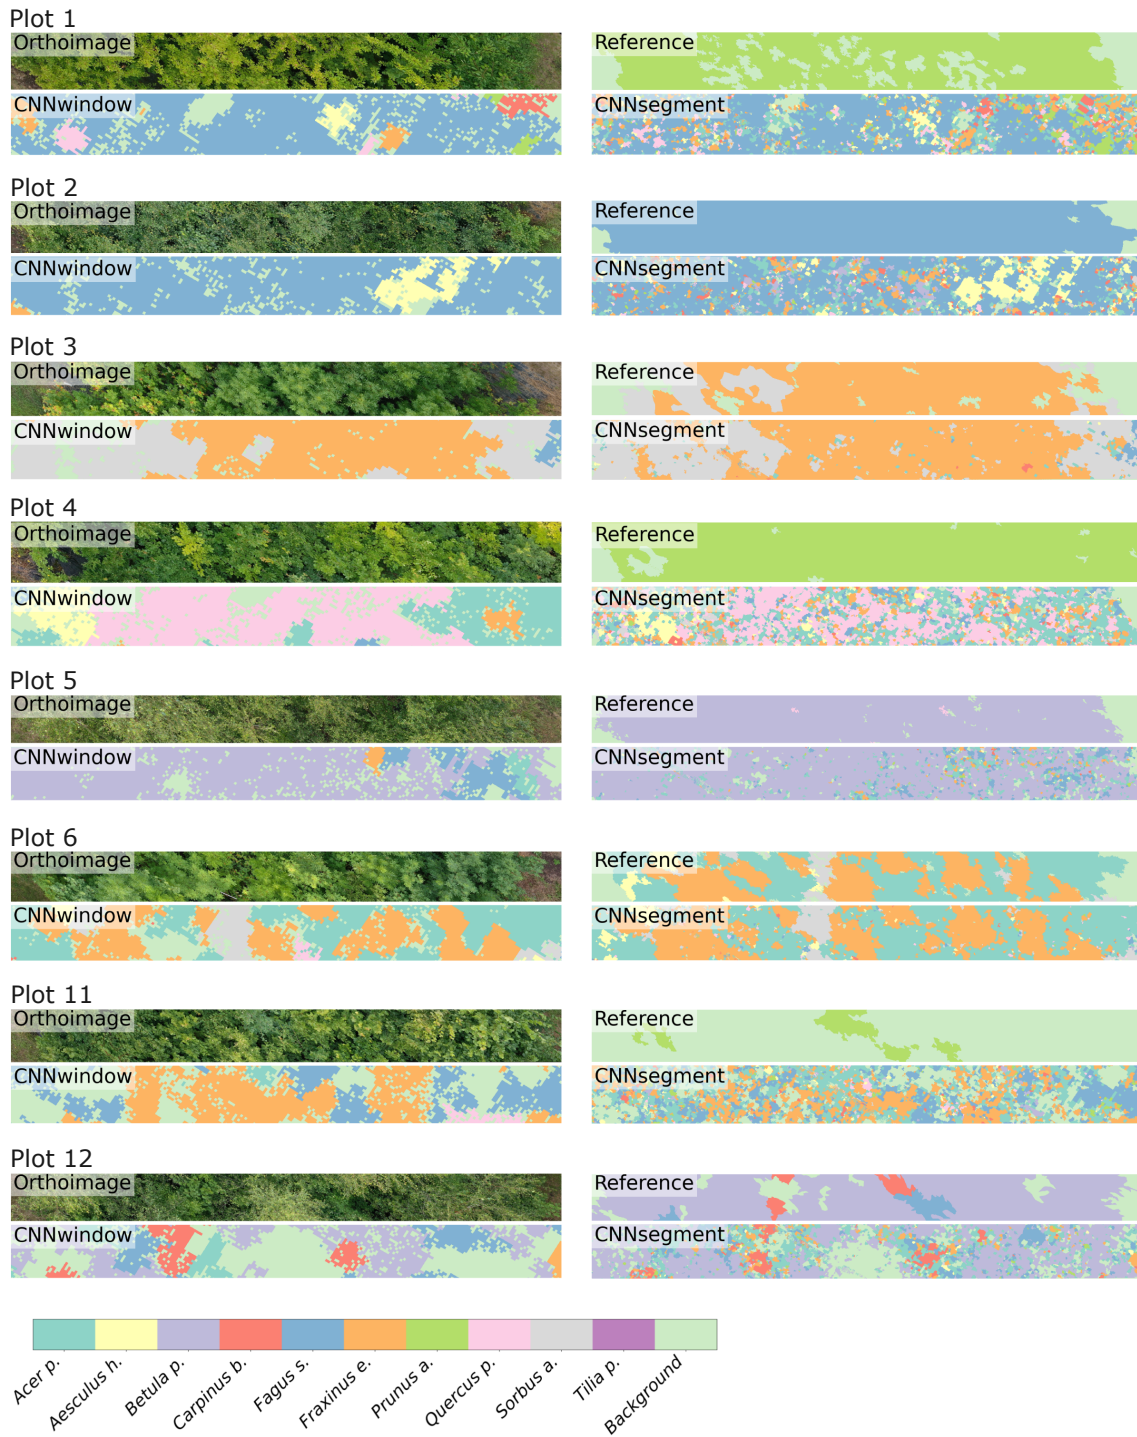 Plot 1
Orthoimage
Reference
CNNwindow
CNNsegment
Plot 2
Orthoimage
Reference
CNNwindow
CNNsegment
Plot 3
Orthoimage
Reference
CNNwindow
CNNsegment
Plot 4
Orthoimage
Reference
CNNwindow
CNNsegment
Plot 5
Orthoimage
Reference
CNNwindow
CNNsegment
Plot 6
Orthoimage
Reference
CNNwindow
CNNsegment
Plot 11
Orthoimage
Reference
CNNwindow
CNNsegment
Plot 12
Orthoimage
Reference
CNNwindow
CNNsegment
Acer p.
Aesculus h.
Betula p.
Carpinus b.
Fagus s.
Fraxinus e.
Prunus a.
Quercus p.
Sorbus a.
Tilia p.
Background